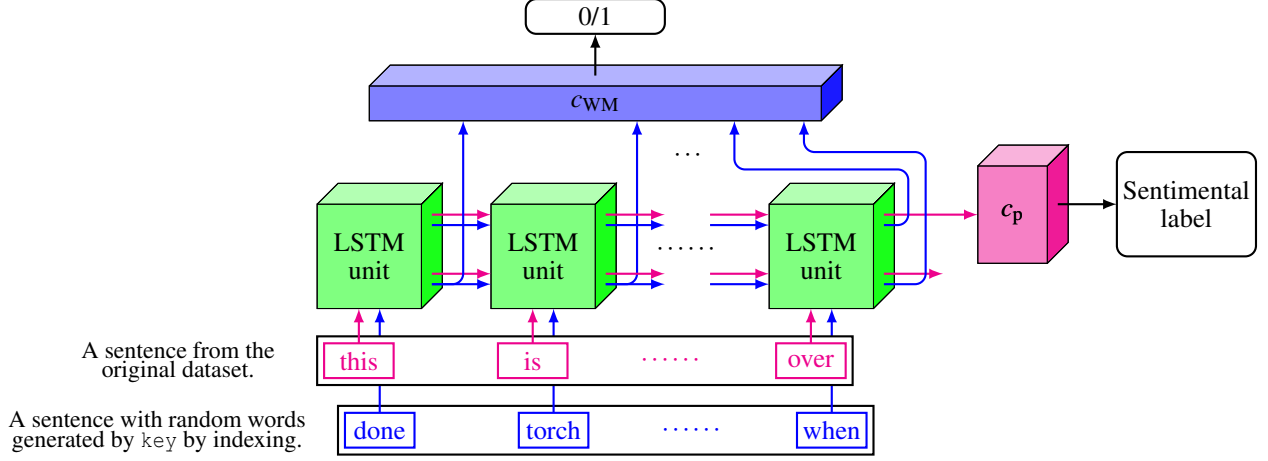 0/1
c_WM
...
LSTM
unit
LSTM
unit
......
LSTM
unit
c_p
Sentimental
label
A sentence from the
original dataset.
this
is
......
over
A sentence with random words
generated by key by indexing.
done
torch
......
when